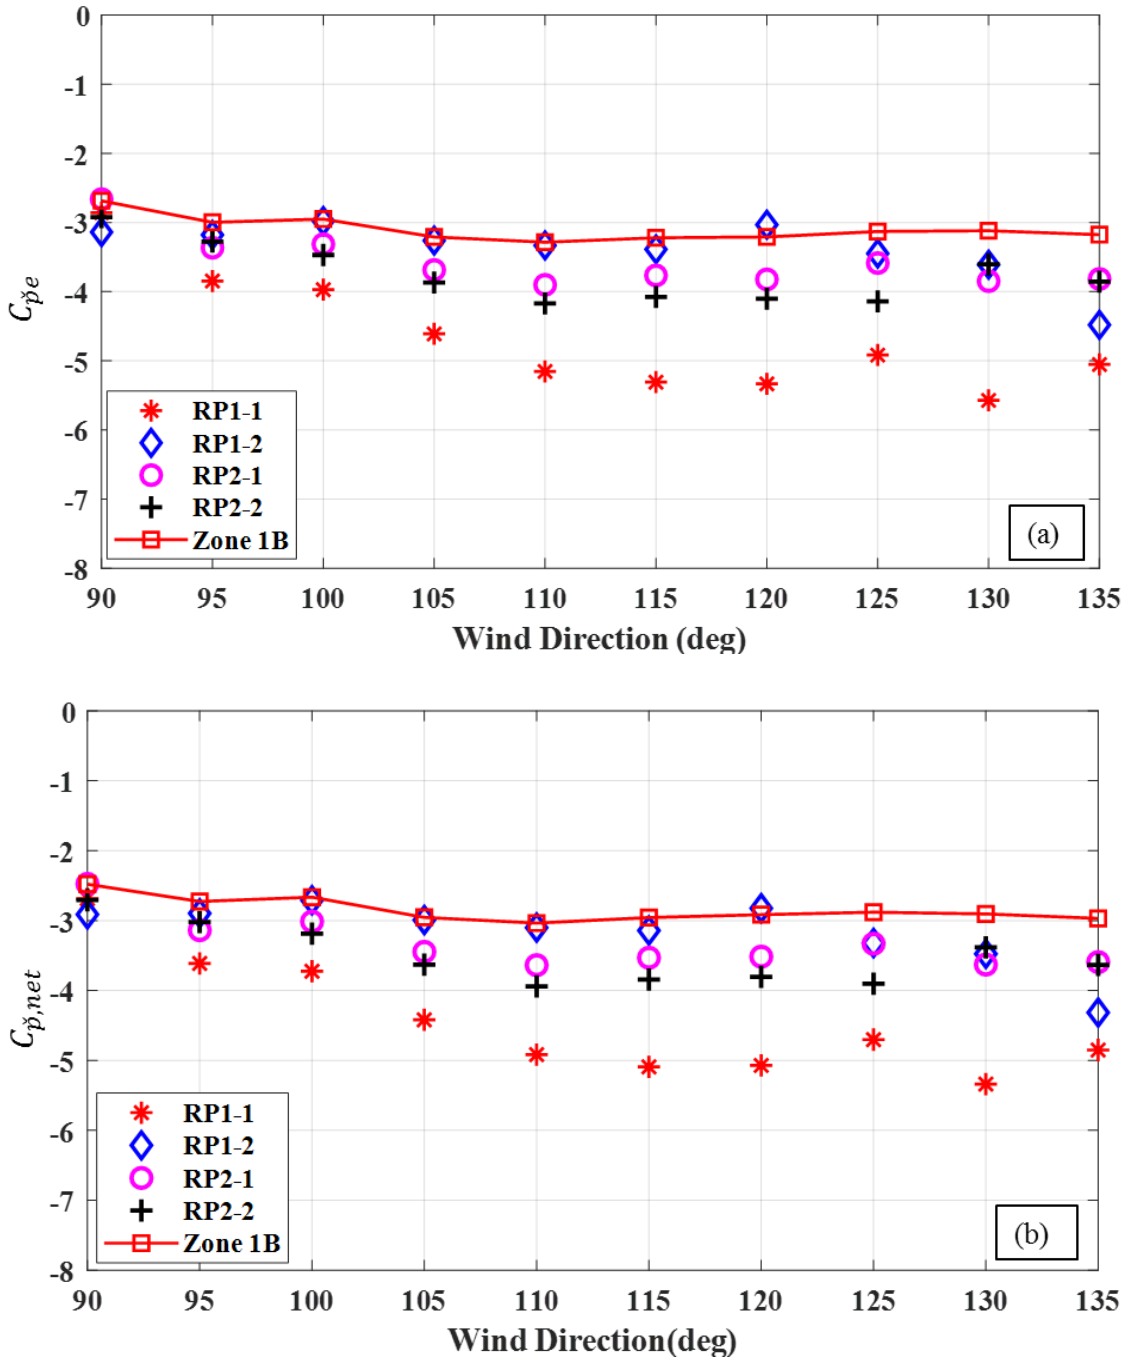 0
-1
-2
-3
-4
-5
-6
-7
-8
C_p̌e
RP1-1
RP1-2
RP2-1
RP2-2
Zone 1B
(a)
90 95 100 105 110 115 120 125 130 135
Wind Direction (deg)
0
-1
-2
-3
-4
-5
-6
-7
-8
C_p̌,net
RP1-1
RP1-2
RP2-1
RP2-2
Zone 1B
(b)
90 95 100 105 110 115 120 125 130 135
Wind Direction(deg)